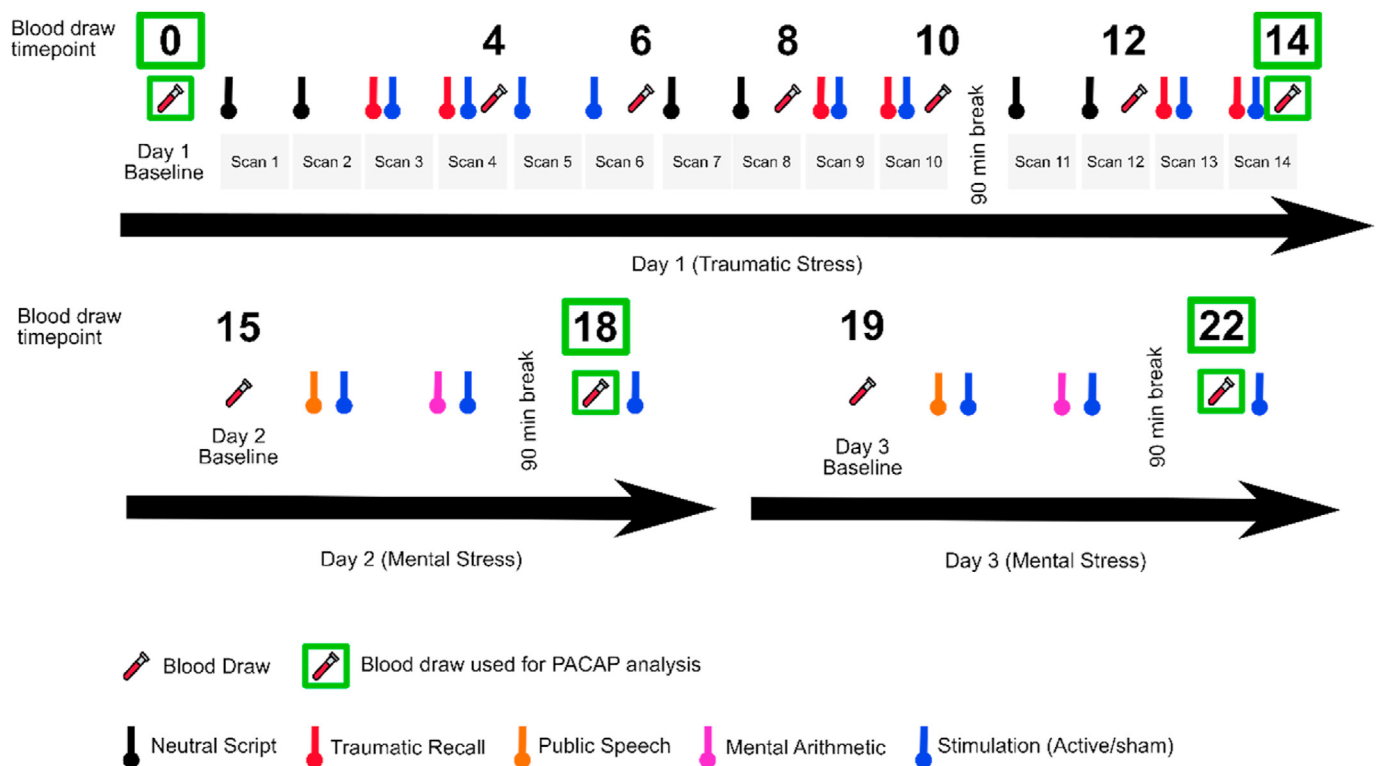 Blood draw
timepoint
0 4 6 8 10 12 14
Day 1
Baseline
Scan 1 Scan 2 Scan 3 Scan 4 Scan 5 Scan 6 Scan 7 Scan 8 Scan 9 Scan 10
90 min break
Scan 11 Scan 12 Scan 13 Scan 14
Day 1 (Traumatic Stress)
Blood draw
timepoint
15 18
Day 2
Baseline
90 min break
Day 2 (Mental Stress)
19 22
Day 3
Baseline
90 min break
Day 3 (Mental Stress)
Blood Draw
Blood draw used for PACAP analysis
Neutral Script Traumatic Recall Public Speech Mental Arithmetic Stimulation (Active/sham)